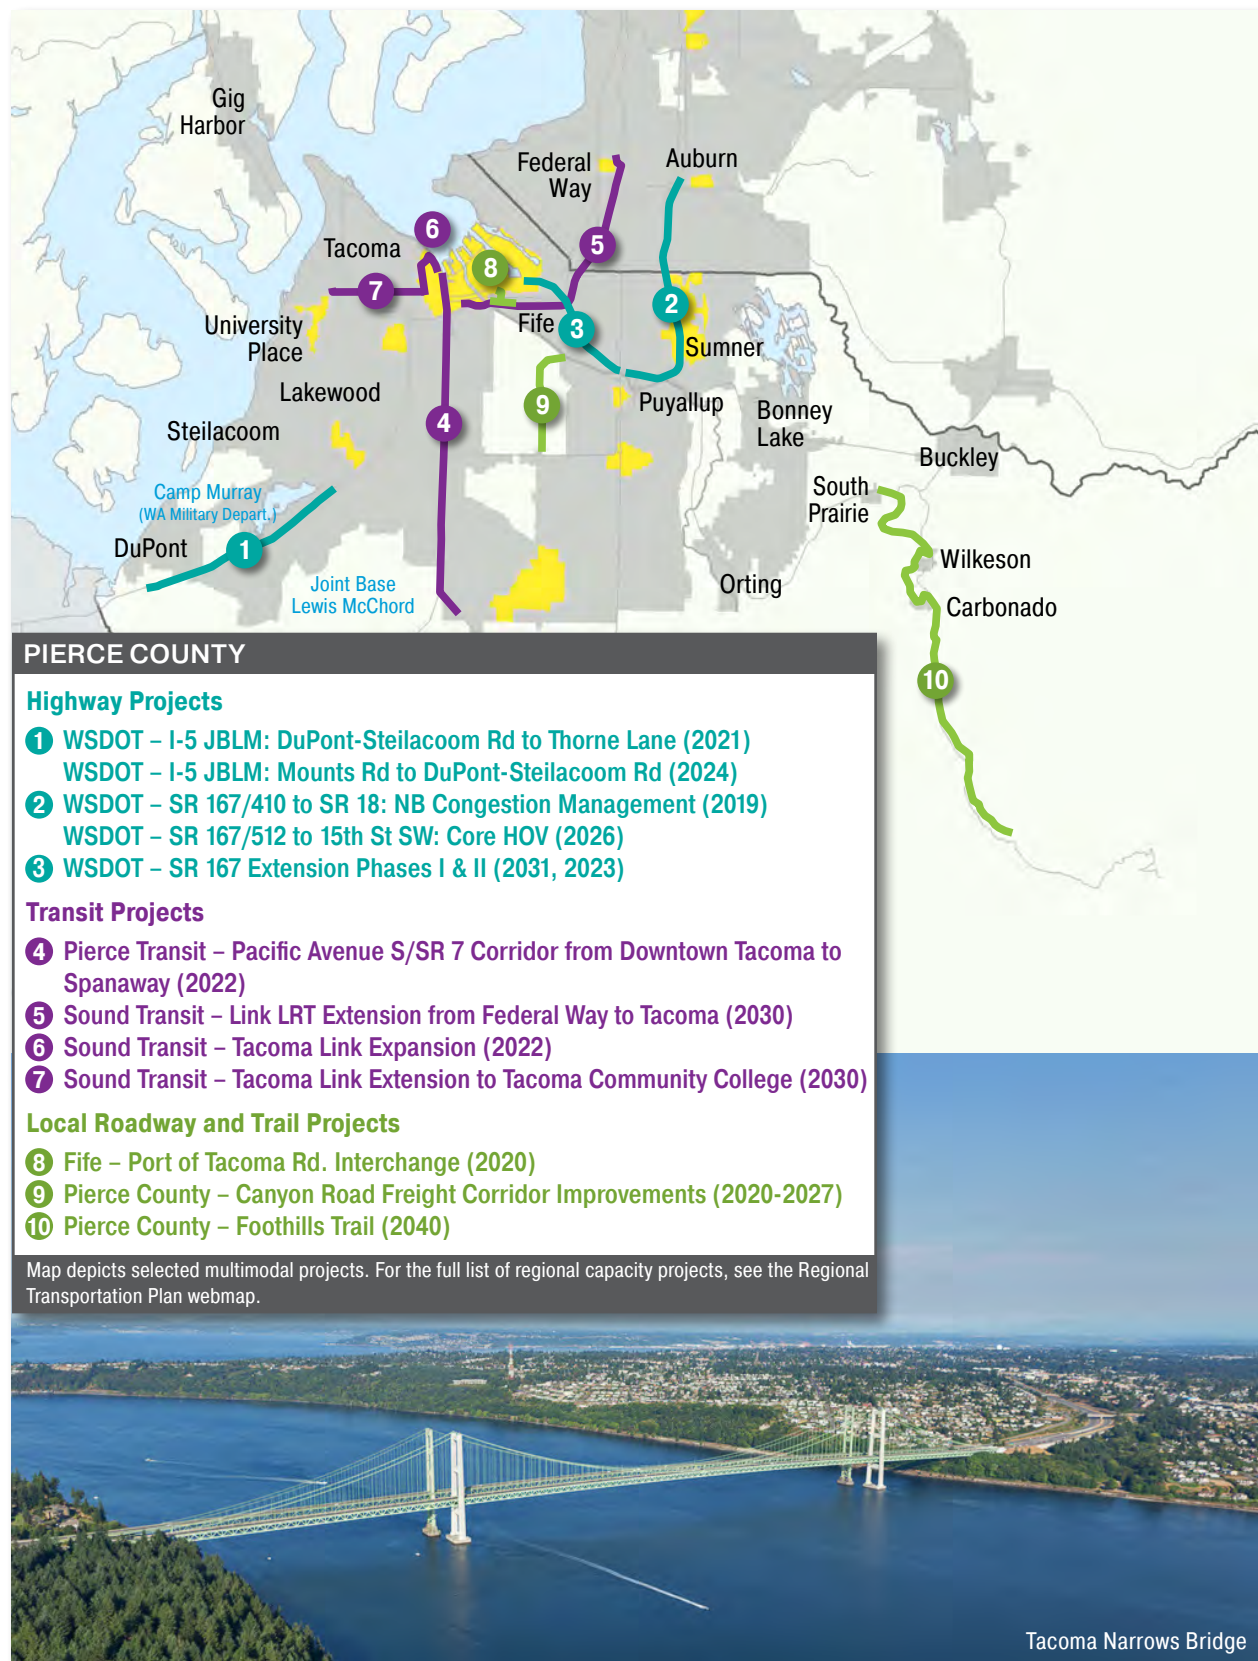 Gig
Harbor
Federal
Way
Auburn
6
Tacoma
5
8
7
2
University
Place
Fife
3
Sumner
Lakewood
9
Puyallup
Bonney
Lake
4
Steilacoom
Buckley
Camp Murray
(WA Military Depart.)
South
Prairie
DuPont
1
Wilkeson
Joint Base
Lewis McChord
Orting
Carbonado
10
PIERCE COUNTY
Highway Projects
1 WSDOT – I-5 JBLM: DuPont-Steilacoom Rd to Thorne Lane (2021)
WSDOT – I-5 JBLM: Mounts Rd to DuPont-Steilacoom Rd (2024)
2 WSDOT – SR 167/410 to SR 18: NB Congestion Management (2019)
WSDOT – SR 167/512 to 15th St SW: Core HOV (2026)
3 WSDOT – SR 167 Extension Phases I & II (2031, 2023)
Transit Projects
4 Pierce Transit – Pacific Avenue S/SR 7 Corridor from Downtown Tacoma to
Spanaway (2022)
5 Sound Transit – Link LRT Extension from Federal Way to Tacoma (2030)
6 Sound Transit – Tacoma Link Expansion (2022)
7 Sound Transit – Tacoma Link Extension to Tacoma Community College (2030)
Local Roadway and Trail Projects
8 Fife – Port of Tacoma Rd. Interchange (2020)
9 Pierce County – Canyon Road Freight Corridor Improvements (2020-2027)
10 Pierce County – Foothills Trail (2040)
Map depicts selected multimodal projects. For the full list of regional capacity projects, see the Regional
Transportation Plan webmap.
Tacoma Narrows Bridge